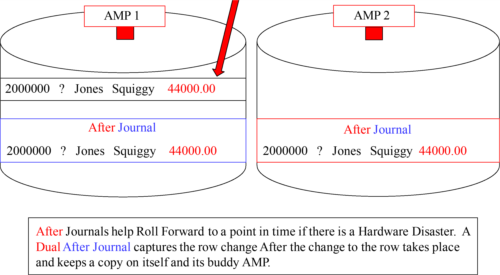 AMP 1
AMP 2
2000000 ? Jones Squiggy 44000.00
After Journal
After Journal
2000000 ? Jones Squiggy 44000.00
2000000 ? Jones Squiggy 44000.00
After Journals help Roll Forward to a point in time if there is a Hardware Disaster. A
Dual After Journal captures the row change After the change to the row takes place
and keeps a copy on itself and its buddy AMP.